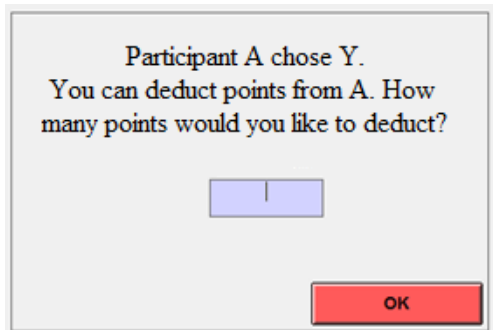 Participant A chose Y.
You can deduct points from A. How
many points would you like to deduct?
OK